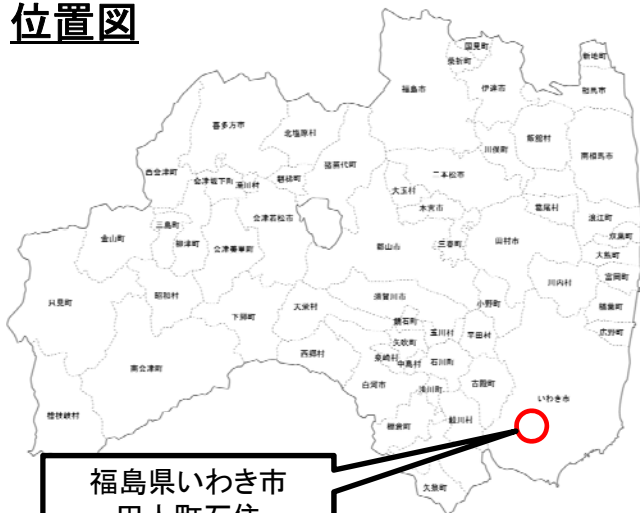 位置図
国見町
桑折町
新地町
福島市
伊達市
相馬市
喜多方市
北塩原村
飯舘村
川俣町
南相馬市
猪苗代町
西会津町
会津坂下町
湯川村
磐梯町
二本松市
大玉村
本宮市
葛尾村
浪江町
双葉町
三島町
会津若松市
金山町
柳津町
会津美里町
郡山市
三春町
田村市
大熊町
富岡町
川内村
昭和村
只見町
天栄村
須賀川市
小野町
楢葉町
下郷町
鏡石町
玉川村
平田村
広野町
矢吹町
西郷村
泉崎村
中島村
石川町
南会津町
白河市
浅川町
古殿町
いわき市
檜枝岐村
棚倉町
鮫川村
矢祭町
福島県いわき市
田人町石住